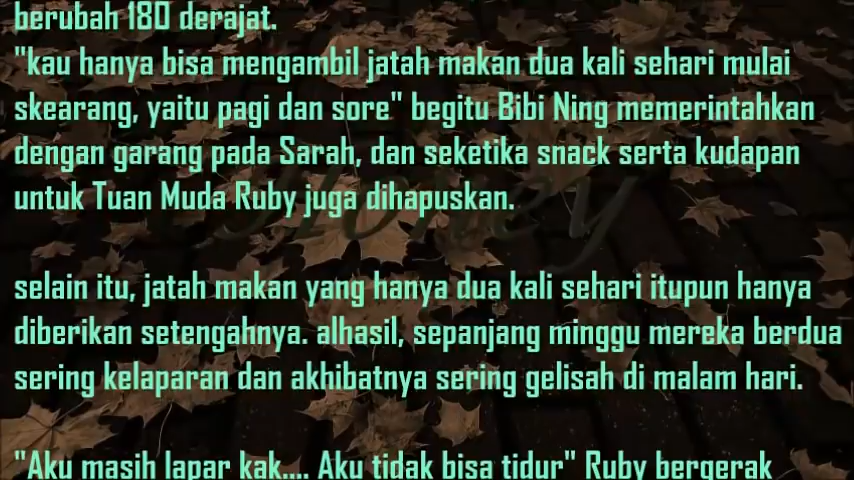 berubah 180 derajat.
"kau hanya bisa mengambil jatah makan dua kali sehari mulai
skearang, yaitu pagi dan sore" begitu Bibi Ning memerintahkan
dengan garang pada Sarah, dan seketika snack serta kudapan
untuk Tuan Muda Ruby juga dihapuskan.
selain itu, jatah makan yang hanya dua kali sehari itupun hanya
diberikan setengahnya. alhasil, sepanjang minggu mereka berdua
sering kelaparan dan akhibatnya sering gelisah di malam hari.
"Aku masih lapar kak.... Aku tidak bisa tidur" Ruby bergerak